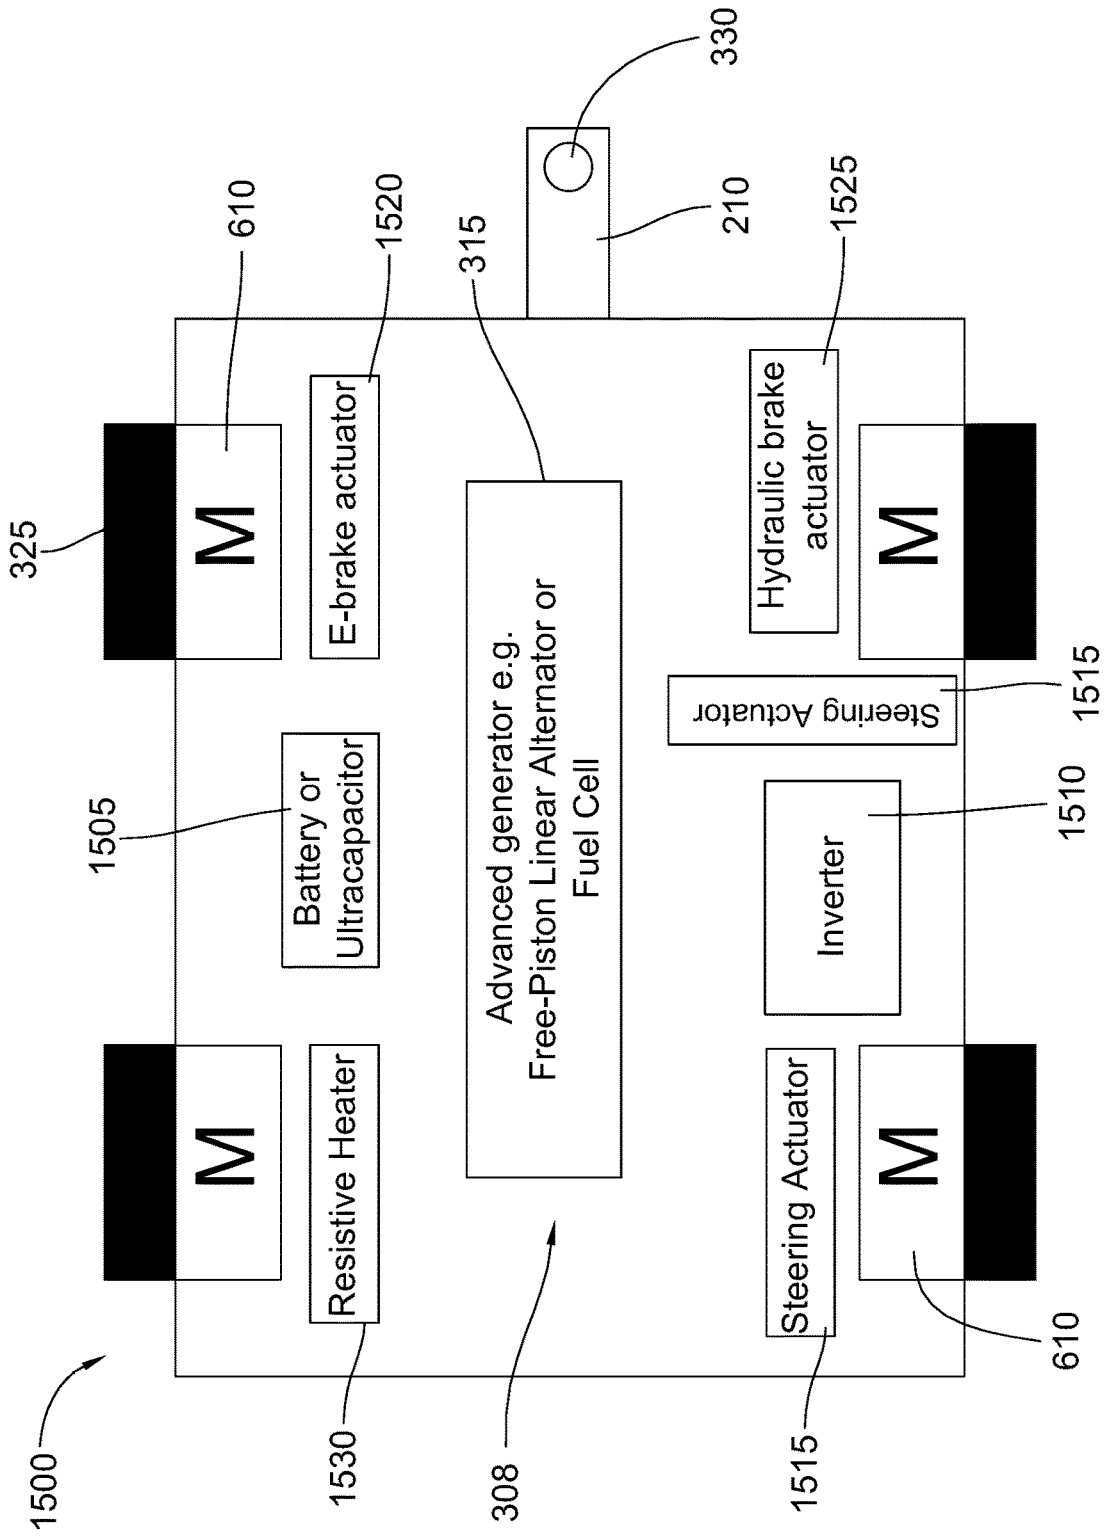 1500
325
610
M
M
1530
Resistive Heater
1505
Battery or
Ultracapacitor
1520
E-brake actuator
308
Advanced generator e.g.
Free-Piston Linear Alternator or
Fuel Cell
315
330
210
1515
Steering Actuator
Inverter
1510
Steering Actuator
1515
Hydraulic brake
actuator
1525
M
M
610